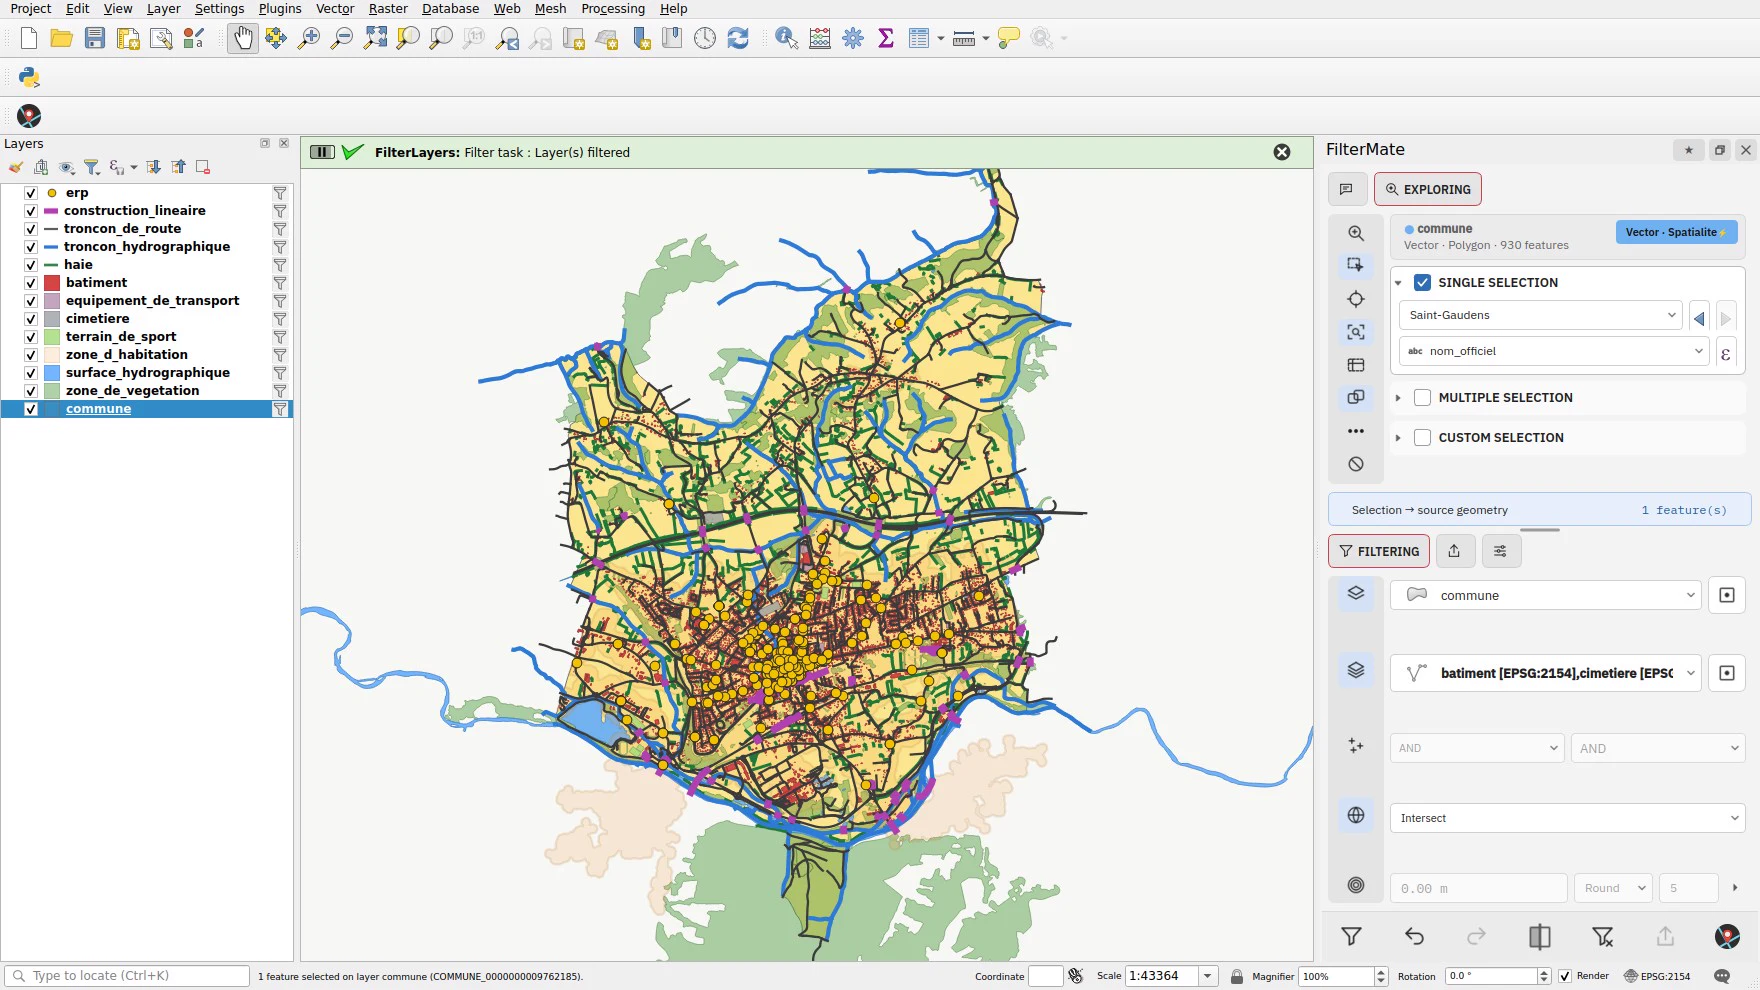 Project Edit View Layer Settings Plugins Vector Raster Database Web Mesh Processing Help
Layers
FilterLayers: Filter task : Layer(s) filtered
erp
construction_lineaire
troncon_de_route
troncon_hydrographique
haie
batiment
equipement_de_transport
cimetiere
terrain_de_sport
zone_d_habitation
surface_hydrographique
zone_de_vegetation
commune
FilterMate
EXPLORING
commune
Vector · Polygon · 930 features
Vector · Spatialite⚡
SINGLE SELECTION
Saint-Gaudens
abc nom_officiel
ε
MULTIPLE SELECTION
CUSTOM SELECTION
Selection → source geometry 1 feature(s)
FILTERING
commune
batiment [EPSG:2154],cimetiere [EPSG
AND AND
Intersect
0.00 m Round 5
Type to locate (Ctrl+K) 1 feature selected on layer commune (COMMUNE_0000000009762185). Coordinate Scale 1:43364 Magnifier 100% Rotation 0.0 ° Render EPSG:2154